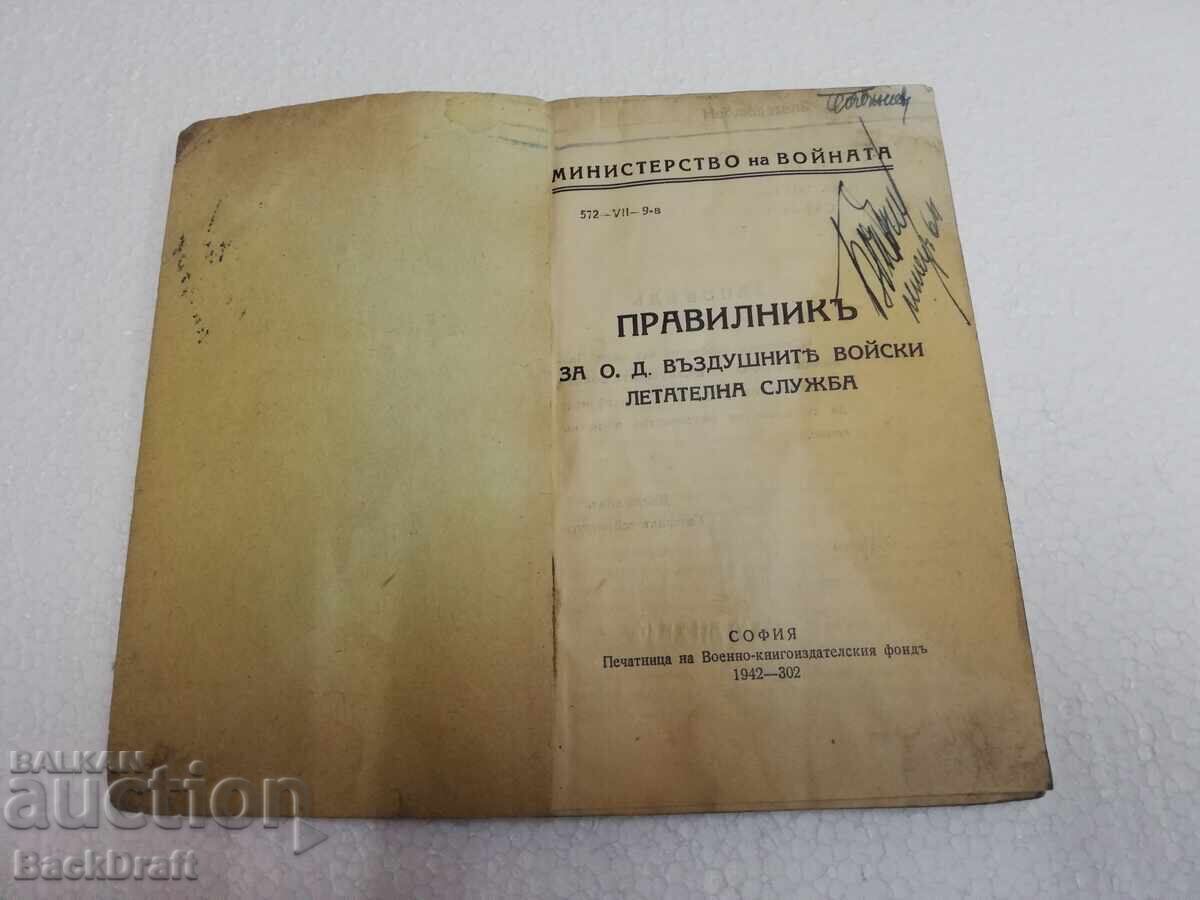 МИНИСТЕРСТВО на ВОЙНАТА
572—VII—9-в
ПРАВИЛНИКЪ
ЗА О. Д. ВЪЗДУШНИТѢ ВОЙСКИ
ЛЕТАТЕЛНА СЛУЖБА
СОФИЯ
Печатница на Военно-книгоиздателския фондъ
1942—302
BALKAN
auction
BackDraft